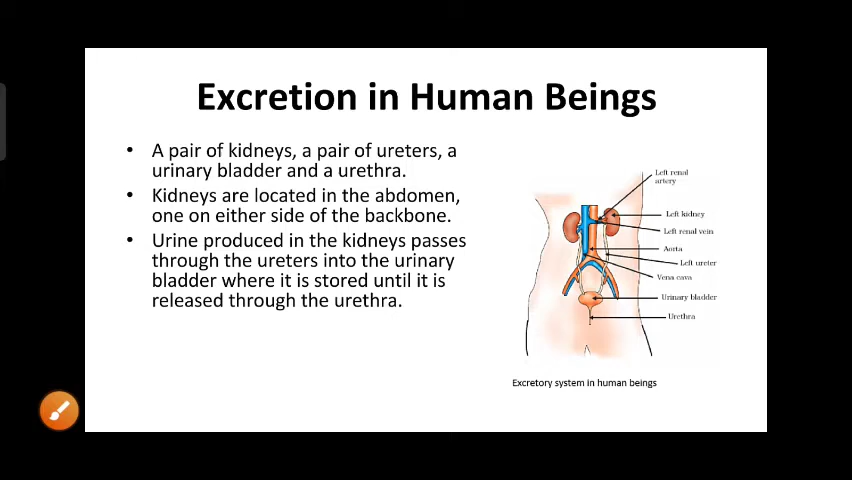 Excretion in Human Beings
• A pair of kidneys, a pair of ureters, a
urinary bladder and a urethra.
• Kidneys are located in the abdomen,
one on either side of the backbone.
• Urine produced in the kidneys passes
through the ureters into the urinary
bladder where it is stored until it is
released through the urethra.
Left renal
artery
Left kidney
Left renal vein
Aorta
Left ureter
Vena cava
Urinary bladder
Urethra
Excretory system in human beings